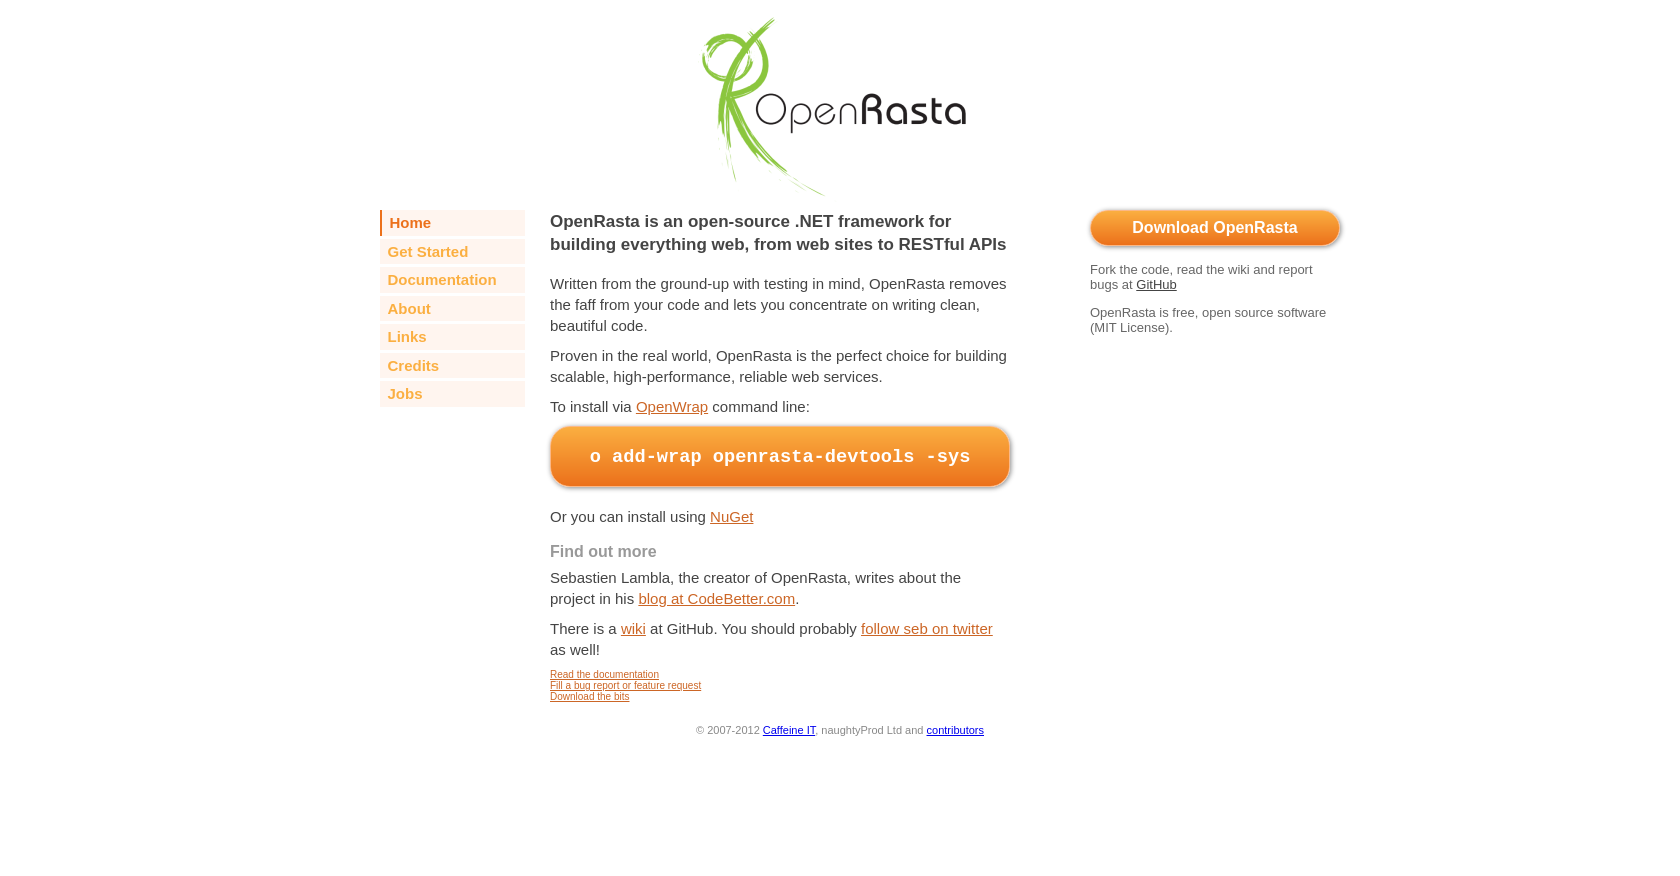 OpenRasta
Home
Get Started
Documentation
About
Links
Credits
Jobs
OpenRasta is an open-source .NET framework for
building everything web, from web sites to RESTful APIs
Written from the ground-up with testing in mind, OpenRasta removes
the faff from your code and lets you concentrate on writing clean,
beautiful code.
Proven in the real world, OpenRasta is the perfect choice for building
scalable, high-performance, reliable web services.
To install via OpenWrap command line:
o add-wrap openrasta-devtools -sys
Or you can install using NuGet
Find out more
Sebastien Lambla, the creator of OpenRasta, writes about the
project in his blog at CodeBetter.com.
There is a wiki at GitHub. You should probably follow seb on twitter
as well!
Read the documentation
Fill a bug report or feature request
Download the bits
Download OpenRasta
Fork the code, read the wiki and report
bugs at GitHub
OpenRasta is free, open source software
(MIT License).
© 2007-2012 Caffeine IT, naughtyProd Ltd and contributors